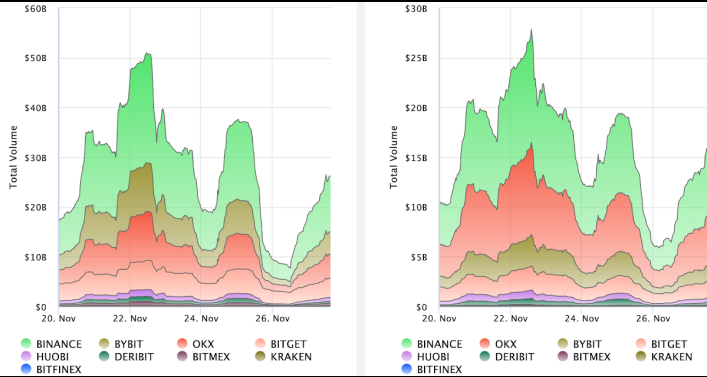 $60B
$50B
$40B
$30B
$20B
$10B
$0
Total Volume
20. Nov
22. Nov
24. Nov
26. Nov
BINANCE
BYBIT
OKX
BITGET
HUOBI
DERIBIT
BITMEX
KRAKEN
BITFINEX
$30B
$25B
$20B
$15B
$10B
$5B
$0
Total Volume
20. Nov
22. Nov
24. Nov
26. Nov
BINANCE
OKX
BYBIT
BITGET
HUOBI
DERIBIT
BITMEX
KRAKEN
BITFINEX